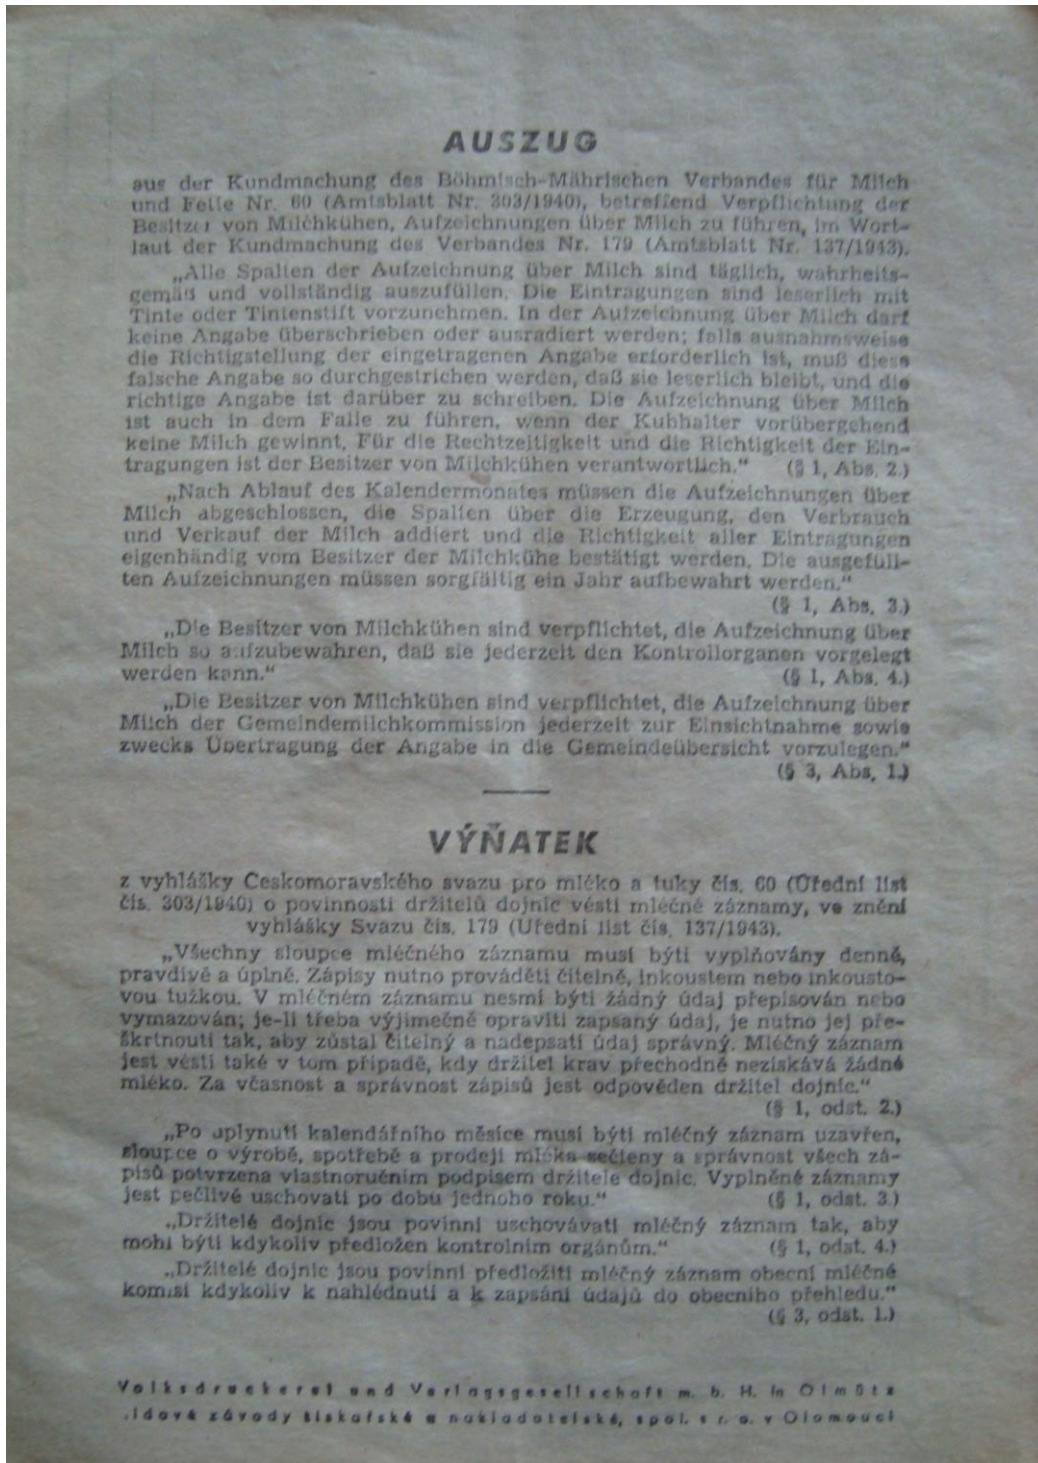 AUSZUG
aus der Kundmachung des Böhmisch-Mährischen Verbandes für Milch
und Fette Nr. 60 (Amtsblatt Nr. 303/1940), betreffend Verpflichtung der
Besitzer von Milchkühen, Aufzeichnungen über Milch zu führen, im Wort-
laut der Kundmachung des Verbandes Nr. 179 (Amtsblatt Nr. 137/1943).
„Alle Spalten der Aufzeichnung über Milch sind täglich, wahrheits-
gemäß und vollständig auszufüllen. Die Eintragungen sind leserlich mit
Tinte oder Tintenstift vorzunehmen. In der Aufzeichnung über Milch darf
keine Angabe überschrieben oder ausradiert werden; falls ausnahmsweise
die Richtigstellung der eingetragenen Angabe erforderlich ist, muß diese
falsche Angabe so durchgestrichen werden, daß sie leserlich bleibt, und die
richtige Angabe ist darüber zu schreiben. Die Aufzeichnung über Milch
ist auch in dem Falle zu führen, wenn der Kuhhalter vorübergehend
keine Milch gewinnt. Für die Rechtzeitigkeit und die Richtigkeit der Ein-
tragungen ist der Besitzer von Milchkühen verantwortlich.“ (§ 1, Abs. 2.)
„Nach Ablauf des Kalendermonates müssen die Aufzeichnungen über
Milch abgeschlossen, die Spalten über die Erzeugung, den Verbrauch
und Verkauf der Milch addiert und die Richtigkeit aller Eintragungen
eigenhändig vom Besitzer der Milchkühe bestätigt werden. Die ausgefüll-
ten Aufzeichnungen müssen sorgfältig ein Jahr aufbewahrt werden.“
(§ 1, Abs. 3.)
„Die Besitzer von Milchkühen sind verpflichtet, die Aufzeichnung über
Milch so aufzubewahren, daß sie jederzeit den Kontrollorganen vorgelegt
werden kann.“ (§ 1, Abs. 4.)
„Die Besitzer von Milchkühen sind verpflichtet, die Aufzeichnung über
Milch der Gemeindemilchkommission jederzeit zur Einsichtnahme sowie
zwecks Übertragung der Angabe in die Gemeindeübersicht vorzulegen.“
(§ 3, Abs. 1.)
VÝŇATEK
z vyhlášky Českomoravského svazu pro mléko a tuky čís. 60 (Úřední list
čís. 303/1940) o povinnosti držitelů dojnic vésti mléčné záznamy, ve znění
vyhlášky Svazu čís. 179 (Úřední list čís. 137/1943).
„Všechny sloupce mléčného záznamu musí býti vyplňovány denně,
pravdivě a úplně. Zápisy nutno prováděti čitelně, inkoustem nebo inkousto-
vou tužkou. V mléčném záznamu nesmí býti žádný údaj přepisován nebo
vymazován; je-li třeba výjimečně opraviti zapsaný údaj, je nutno jej pře-
škrtnouti tak, aby zůstal čitelný a nadepsati údaj správný. Mléčný záznam
jest vésti také v tom případě, kdy držitel krav přechodně nezískává žádné
mléko. Za včasnost a správnost zápisů jest odpověden držitel dojnic.“
(§ 1, odst. 2.)
„Po uplynutí kalendářního měsíce musí býti mléčný záznam uzavřen,
sloupce o výrobě, spotřebě a prodeji mléka sečteny a správnost všech zá-
pisů potvrzena vlastnoručním podpisem držitele dojnic. Vyplněné záznamy
jest pečlivě uschovati po dobu jednoho roku.“ (§ 1, odst. 3.)
„Držitelé dojnic jsou povinni uschovávati mléčný záznam tak, aby
mohl býti kdykoliv předložen kontrolním orgánům.“ (§ 1, odst. 4.)
„Držitelé dojnic jsou povinni předložiti mléčný záznam obecní mléčné
komisi kdykoliv k nahlédnutí a k zapsání údajů do obecního přehledu.“
(§ 3, odst. 1.)
Volksdruckerei und Verlagsgesellschaft m. b. H. in Olmütz
Lidové závody tiskařské a nakladatelské, spol. s r. o. v Olomouci